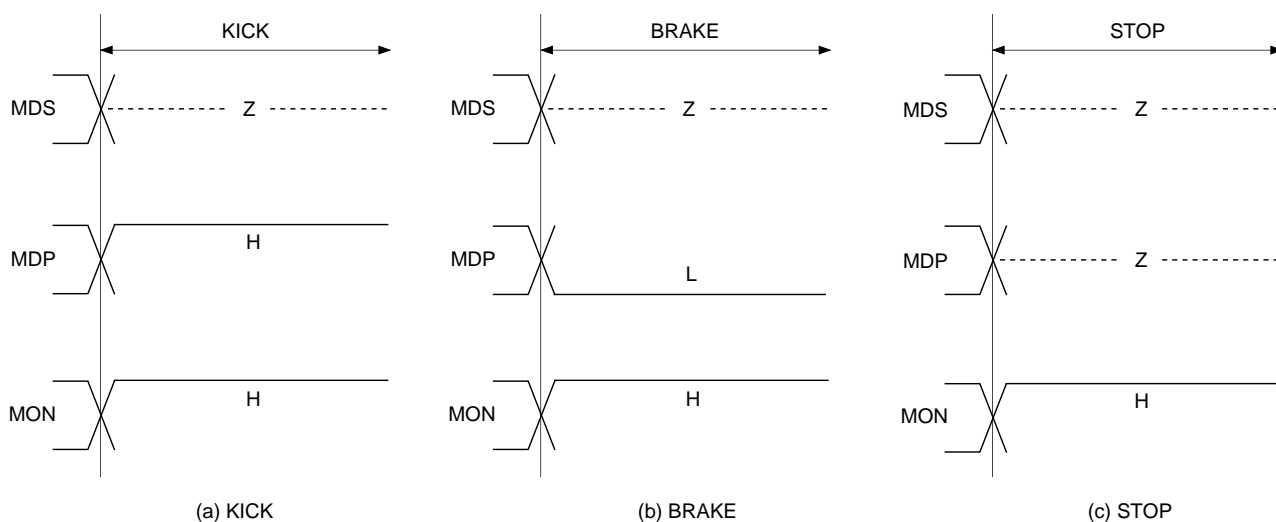 KICK
MDS
Z
MDP
H
MON
H
(a) KICK
BRAKE
MDS
Z
MDP
L
MON
H
(b) BRAKE
STOP
MDS
Z
MDP
Z
MON
H
(c) STOP